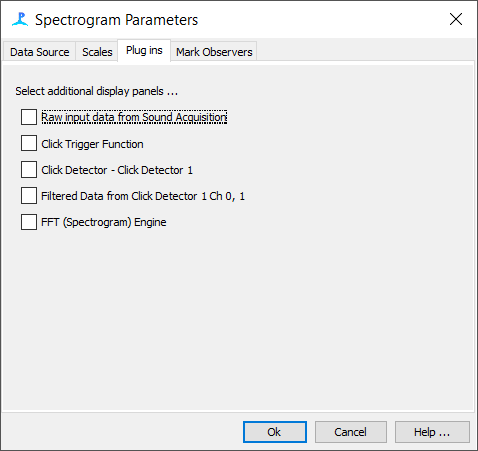 Spectrogram Parameters
Data Source Scales Plug ins Mark Observers
Select additional display panels ...
Raw input data from Sound Acquisition
Click Trigger Function
Click Detector - Click Detector 1
Filtered Data from Click Detector 1 Ch 0, 1
FFT (Spectrogram) Engine
Ok Cancel Help ...